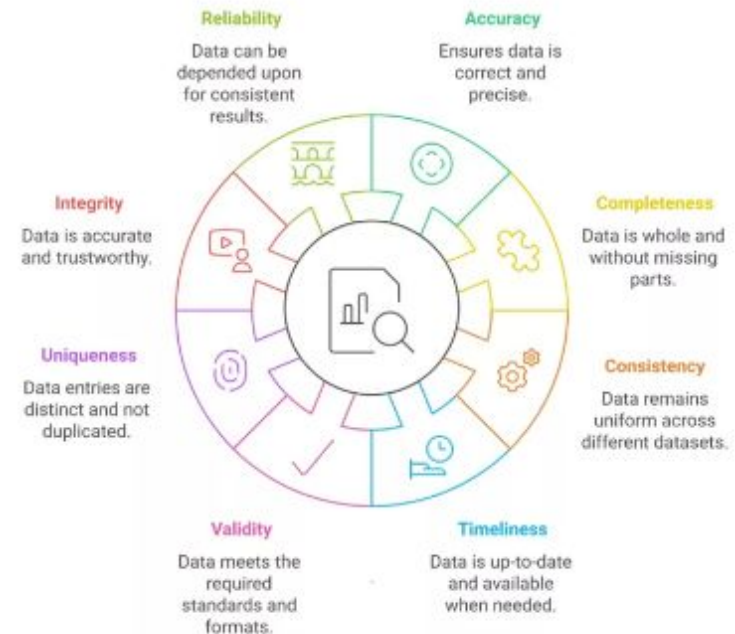 Reliability
Data can be
depended upon
for consistent
results.
Accuracy
Ensures data is
correct and
precise.
Integrity
Data is accurate
and trustworthy.
Completeness
Data is whole and
without missing
parts.
Uniqueness
Data entries are
distinct and not
duplicated.
Consistency
Data remains
uniform across
different datasets.
Validity
Data meets the
required
standards and
formats.
Timeliness
Data is up-to-date
and available
when needed.